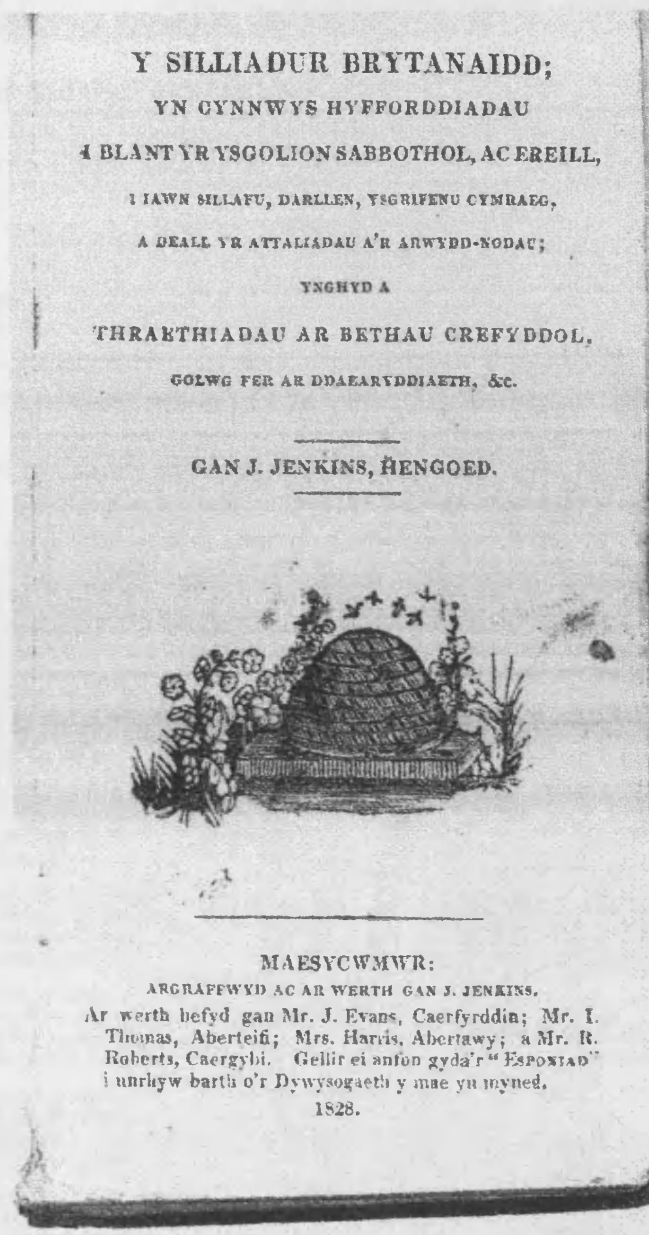 Y SILLIADUR BRYTANAIDD;
YN CYNNWYS HYFFORDDIADAU
I BLANT YR YSGOLION SABBOTHOL, AC EREILL,
I IAWN SILLAFU, DARLLEN, YSGRIFENU CYMRAEG,
A DEALL YR ATTALIADAU A'R ARWYDD-NODAU;
YNGHYD A
THRAETHIADAU AR BETHAU CREFYDDOL,
GOLWG FER AR DDAEARYDDIAETH, &c.
GAN J. JENKINS, HENGOED.
MAESYCWMWR:
ARGRAFFWYD AC AR WERTH GAN J. JENKINS.
Ar werth hefyd gan Mr. J. Evans, Caerfyrddin; Mr. I.
Thomas, Aberteifi; Mrs. Harris, Abertawy; a Mr. R.
Roberts, Caergybi. Gellir ei anfon gyda'r "ESPONIAD"
i unrhyw barth o'r Dywysogaeth y mae yn myned.
1828.